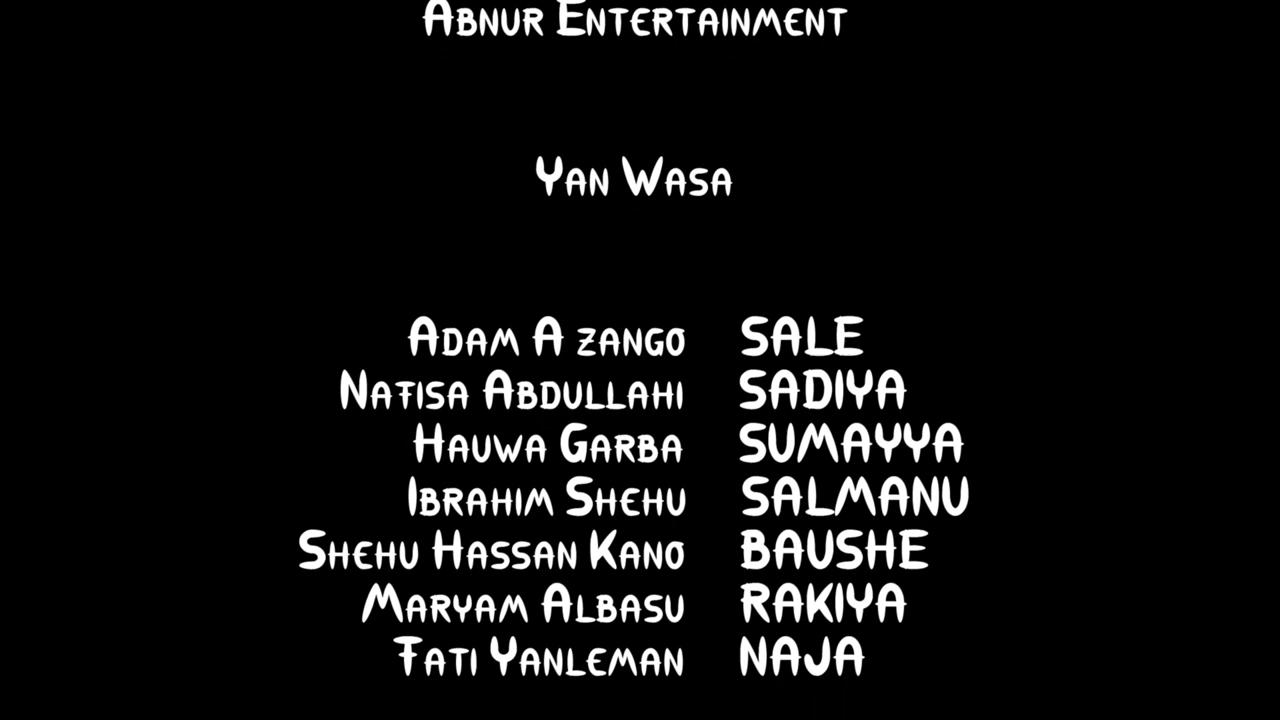 Abnur Entertainment
Yan Wasa
Adam A zango SALE
Nafisa Abdullahi SADIYA
Hauwa Garba SUMAYYA
Ibrahim Shehu SALMANU
Shehu Hassan Kano BAUSHE
Maryam Albasu RAKIYA
Fati Yanleman NAJA